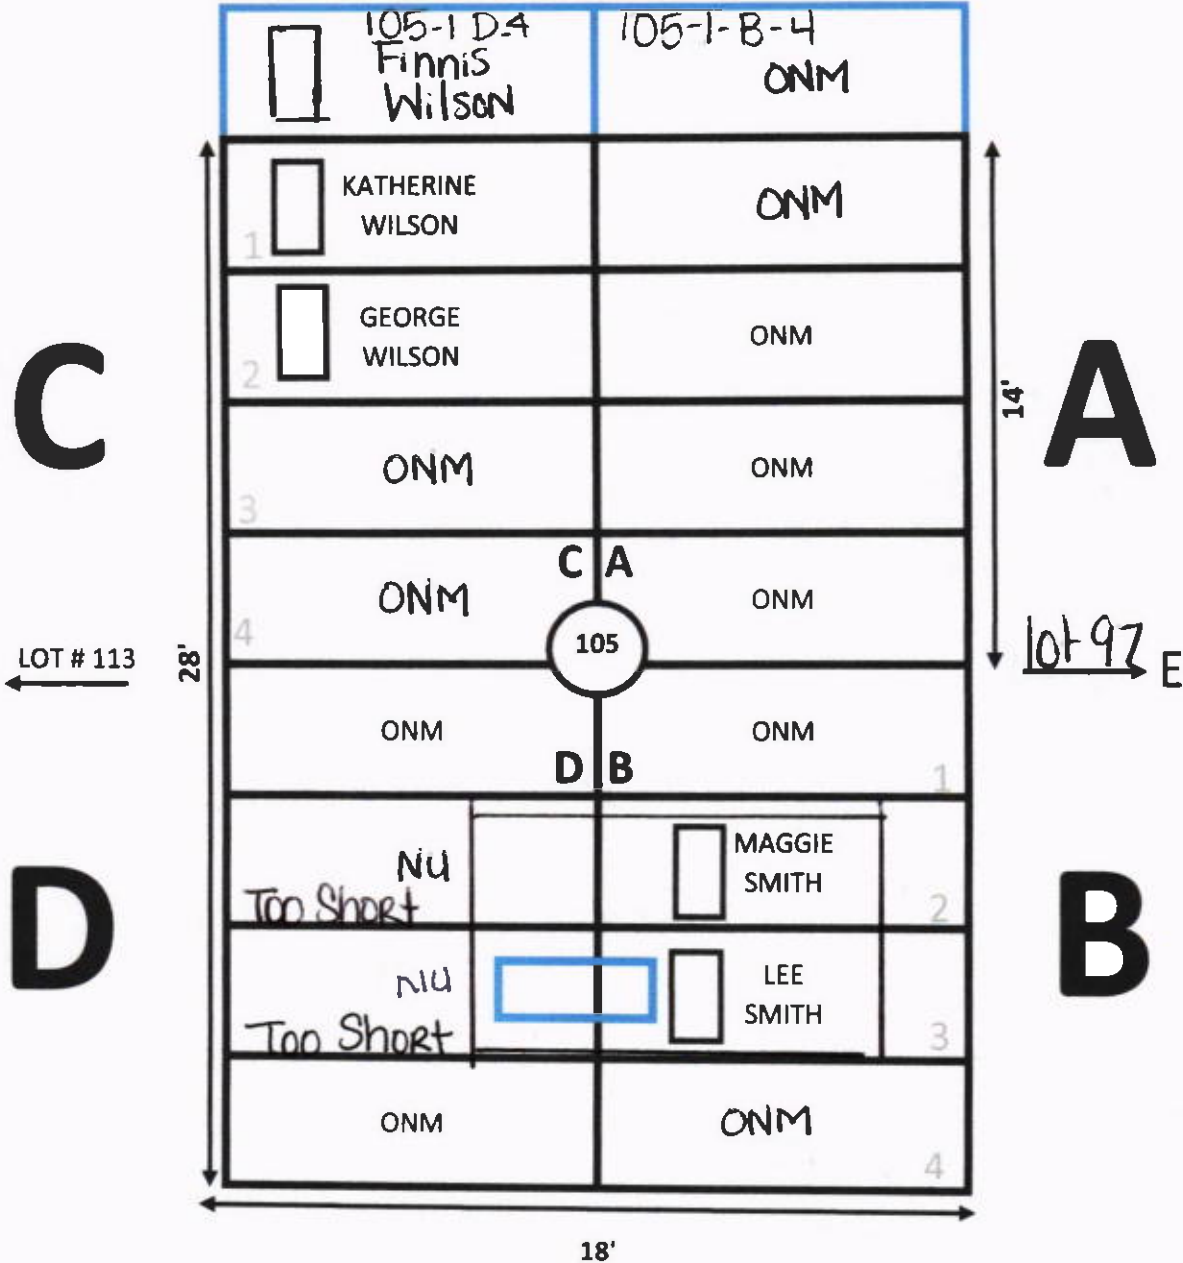 105-1 D-4
Finnis
Wilson
105-1-B-4
ONM
KATHERINE
WILSON
1
ONM
GEORGE
WILSON
2
ONM
C
A
14'
ONM
3
ONM
ONM
4
C A
ONM
105
LOT # 113
28'
lot 97
E
ONM
D B
ONM
1
D
B
NU
Too Short
MAGGIE
SMITH
2
NU
Too Short
LEE
SMITH
3
ONM
ONM
4
18'